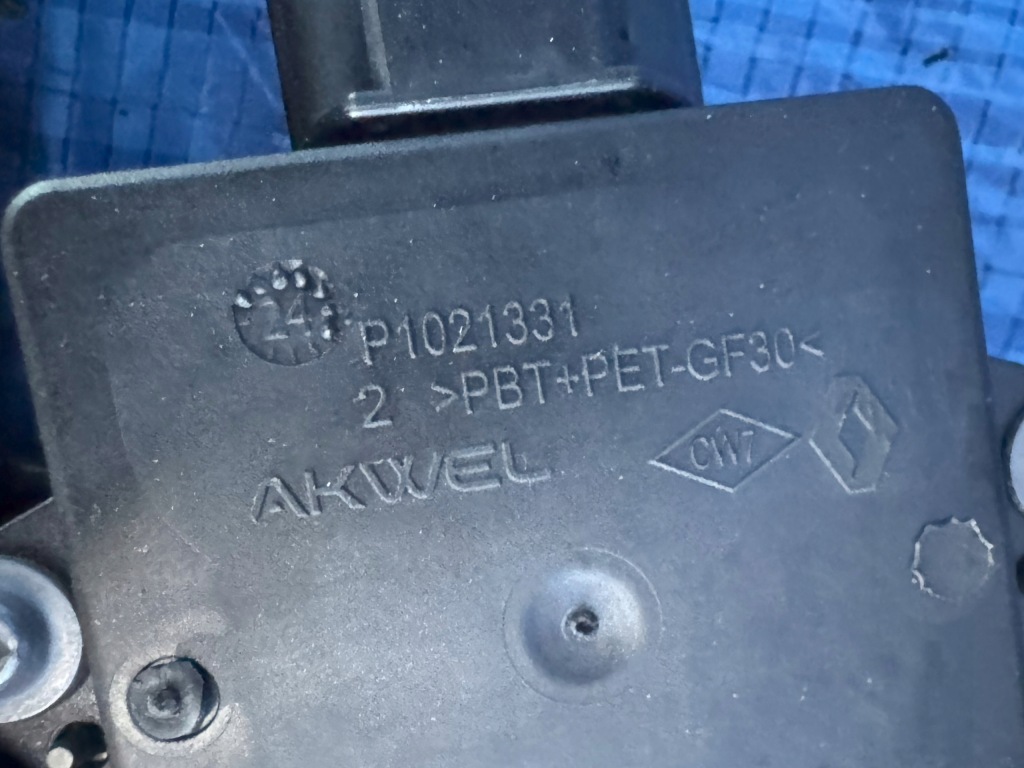 24
P1021331
2 >PBT+PET-GF30<
CW7
AKWEL